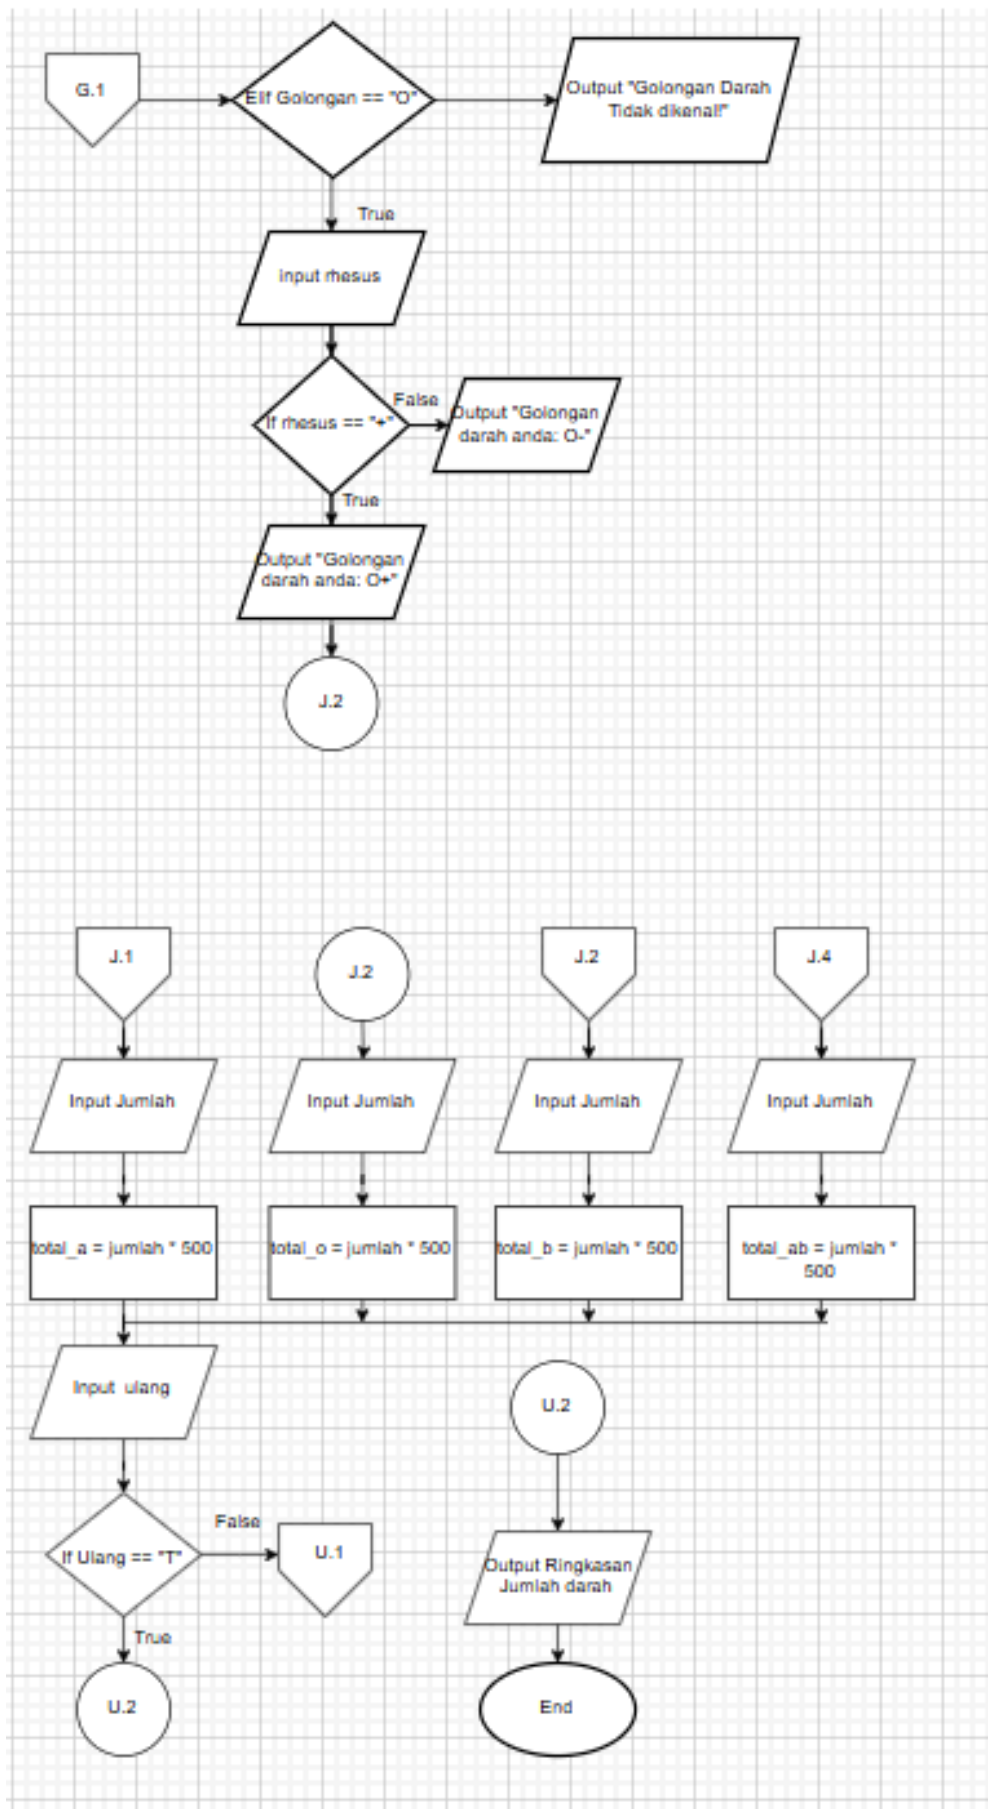 G.1
Elif Golongan == "O"
Output "Golongan Darah
Tidak dikenal!"
True
input rhesus
If rhesus == "+"
False
Output "Golongan
darah anda: O-"
True
Output "Golongan
darah anda: O+"
J.2
J.1
J.2
J.2
J.4
Input Jumlah
Input Jumlah
Input Jumlah
Input Jumlah
total_a = jumlah * 500
total_o = jumlah * 500
total_b = jumlah * 500
total_ab = jumlah *
500
Input ulang
U.2
If Ulang == "T"
False
U.1
Output Ringkasan
Jumlah darah
True
U.2
End